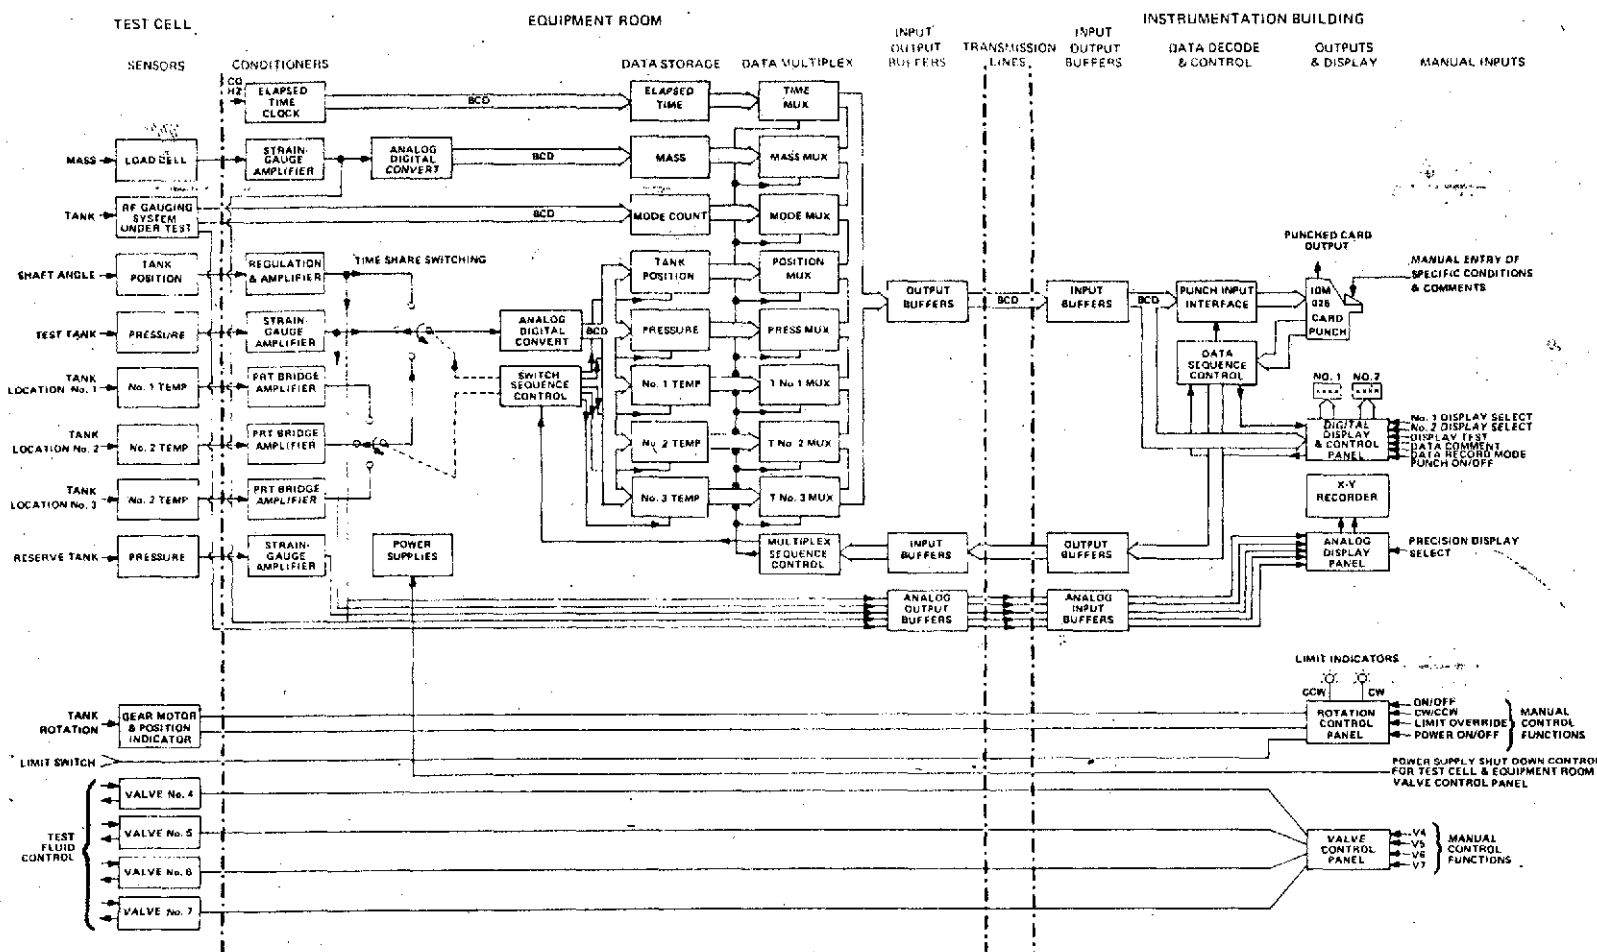 TEST CELL
EQUIPMENT ROOM
INSTRUMENTATION BUILDING
SENSORS
CONDITIONERS
DATA STORAGE
DATA MULTIPLEX
INPUT
OUTPUT
BUFFERS
TRANSMISSION
LINES
INPUT
OUTPUT
BUFFERS
DATA DECODE
& CONTROL
OUTPUTS
& DISPLAY
MANUAL INPUTS
HZ
ELAPSED
TIME
CLOCK
BCD
ELAPSED
TIME
TIME
MUX
MASS
LOAD CELL
STRAIN-
GAUGE
AMPLIFIER
ANALOG
DIGITAL
CONVERT
BCD
MASS
MASS MUX
TANK
RF GAUGING
SYSTEM
UNDER TEST
BCD
MODE COUNT
MODE MUX
SHAFT ANGLE
TANK
POSITION
REGULATION
& AMPLIFIER
TIME SHARE SWITCHING
TANK
POSITION
POSITION
MUX
OUTPUT
BUFFERS
BCD
INPUT
BUFFERS
BCD
PUNCH INPUT
INTERFACE
PUNCHED CARD
OUTPUT
026
CARD
PUNCH
MANUAL ENTRY OF
SPECIFIC CONDITIONS
& COMMENTS
TEST TANK
PRESSURE
STRAIN-
GAUGE
AMPLIFIER
ANALOG
DIGITAL
CONVERT
BCD
PRESSURE
PRESS MUX
DATA
SEQUENCE
CONTROL
TANK
LOCATION No. 1
No. 1 TEMP
PRT BRIDGE
AMPLIFIER
SWITCH
SEQUENCE
CONTROL
No. 1 TEMP
T No. 1 MUX
NO. 1
NO. 2
XXXX
XXXX
TANK
LOCATION No. 2
No. 2 TEMP
PRT BRIDGE
AMPLIFIER
No. 2 TEMP
T No. 2 MUX
DIGITAL
DISPLAY
& CONTROL
PANEL
No. 1 DISPLAY SELECT
No. 2 DISPLAY SELECT
DISPLAY TEST
DATA COMMENT
DATA RECORD MODE
PUNCH ON/OFF
TANK
LOCATION No. 3
No. 2 TEMP
PRT BRIDGE
AMPLIFIER
No. 3 TEMP
T No. 3 MUX
X-Y
RECORDER
RESERVE TANK
PRESSURE
STRAIN-
GAUGE
AMPLIFIER
POWER
SUPPLIES
MULTIPLEX
SEQUENCE
CONTROL
INPUT
BUFFERS
OUTPUT
BUFFERS
ANALOG
DISPLAY
PANEL
PRECISION DISPLAY
SELECT
ANALOG
OUTPUT
BUFFERS
ANALOG
INPUT
BUFFERS
LIMIT INDICATORS
CCW
CW
TANK
ROTATION
GEAR MOTOR
& POSITION
INDICATOR
ROTATION
CONTROL
PANEL
ON/OFF
CW/CCW
LIMIT OVERRIDE
POWER ON/OFF
MANUAL
CONTROL
FUNCTIONS
LIMIT SWITCH
POWER SUPPLY SHUT DOWN CONTROL
FOR TEST CELL & EQUIPMENT ROOM
VALVE CONTROL PANEL
TEST
FLUID
CONTROL
VALVE No. 4
VALVE No. 5
VALVE No. 6
VALVE No. 7
VALVE
CONTROL
PANEL
V4
V5
V6
V7
MANUAL
CONTROL
FUNCTIONS